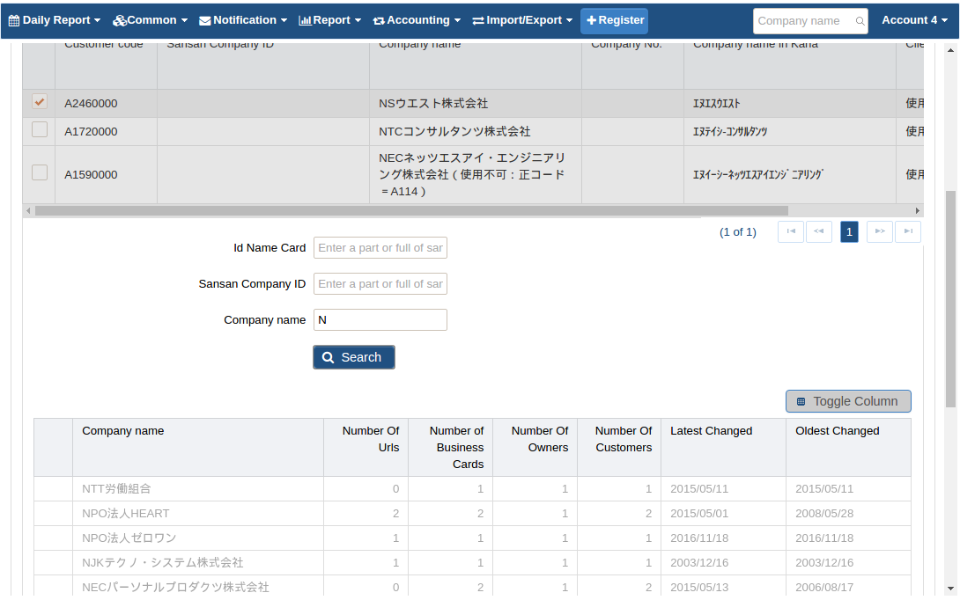 Daily Report Common Notification Report Accounting Import/Export +Register Company name Account 4
Customer code Sansan Company ID Company name Company No. Company name in Kana Clie
A2460000 NSウエスト株式会社 ｴﾇｴｽｳｴｽﾄ 使用
A1720000 NTCコンサルタンツ株式会社 ｴﾇﾃｲｼ-ｺﾝｻﾙﾀﾝﾂ 使用
NECネッツエスアイ・エンジニアリ
A1590000 ング株式会社（使用不可：正コード ｴﾇｲｰｼｰﾈｯﾂｴｽｱｲｴﾝｼﾞﾆｱﾘﾝｸﾞ 使用
＝A114）
(1 of 1) 1
Id Name Card Enter a part or full of sar
Sansan Company ID Enter a part or full of sar
Company name N
Search
Toggle Column
Company name Number Of Number of Number Of Number Of Latest Changed Oldest Changed
Urls Business Owners Customers
Cards
NTT労働組合 0 1 1 1 2015/05/11 2015/05/11
NPO法人HEART 2 2 1 2 2015/05/01 2008/05/28
NPO法人ゼロワン 1 1 1 1 2016/11/18 2016/11/18
NJKテクノ・システム株式会社 1 1 1 1 2003/12/16 2003/12/16
NECパーソナルプロダクツ株式会社 0 2 1 2 2015/05/13 2006/08/17